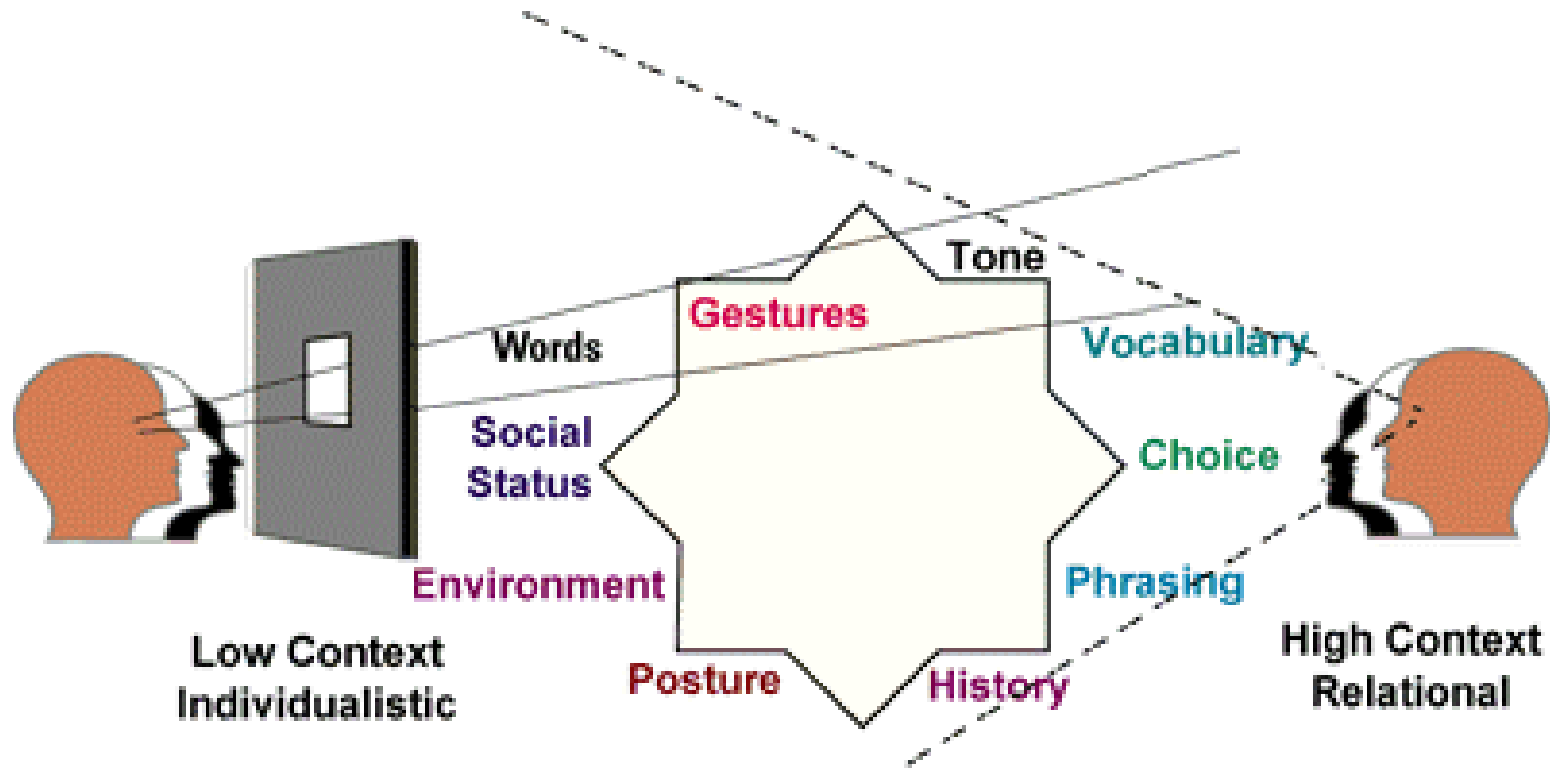 Tone
Gestures
Words
Vocabulary
Social
Status
Choice
Environment
Phrasing
Low Context
Individualistic
Posture
History
High Context
Relational